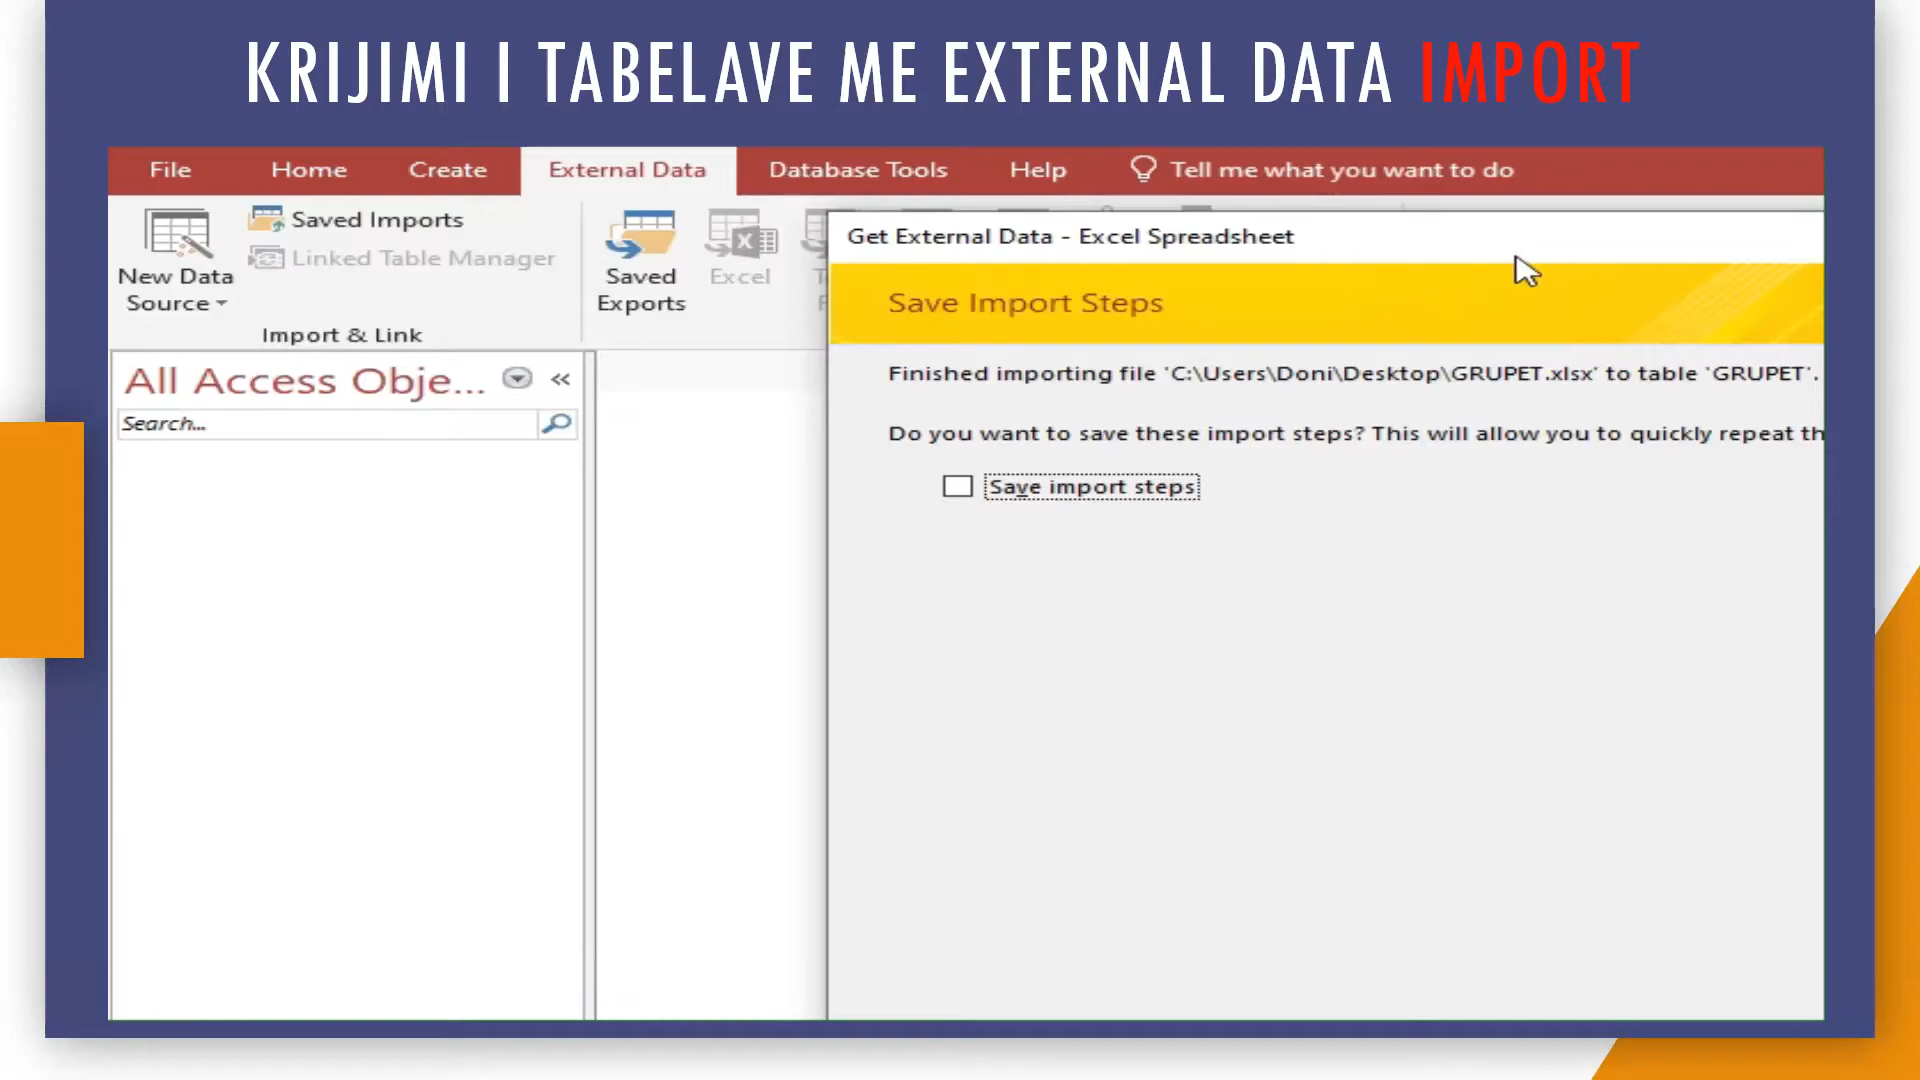 KRIJIMI I TABELAVE ME EXTERNAL DATA IMPORT
File Home Create External Data Database Tools Help Tell me what you want to do
Saved Imports
Linked Table Manager
New Data
Source
Import & Link
Saved
Exports
Excel
Get External Data - Excel Spreadsheet
Save Import Steps
All Access Obje...
Search...
Finished importing file 'C:\Users\Doni\Desktop\GRUPET.xlsx' to table 'GRUPET'.
Do you want to save these import steps? This will allow you to quickly repeat
Save import steps